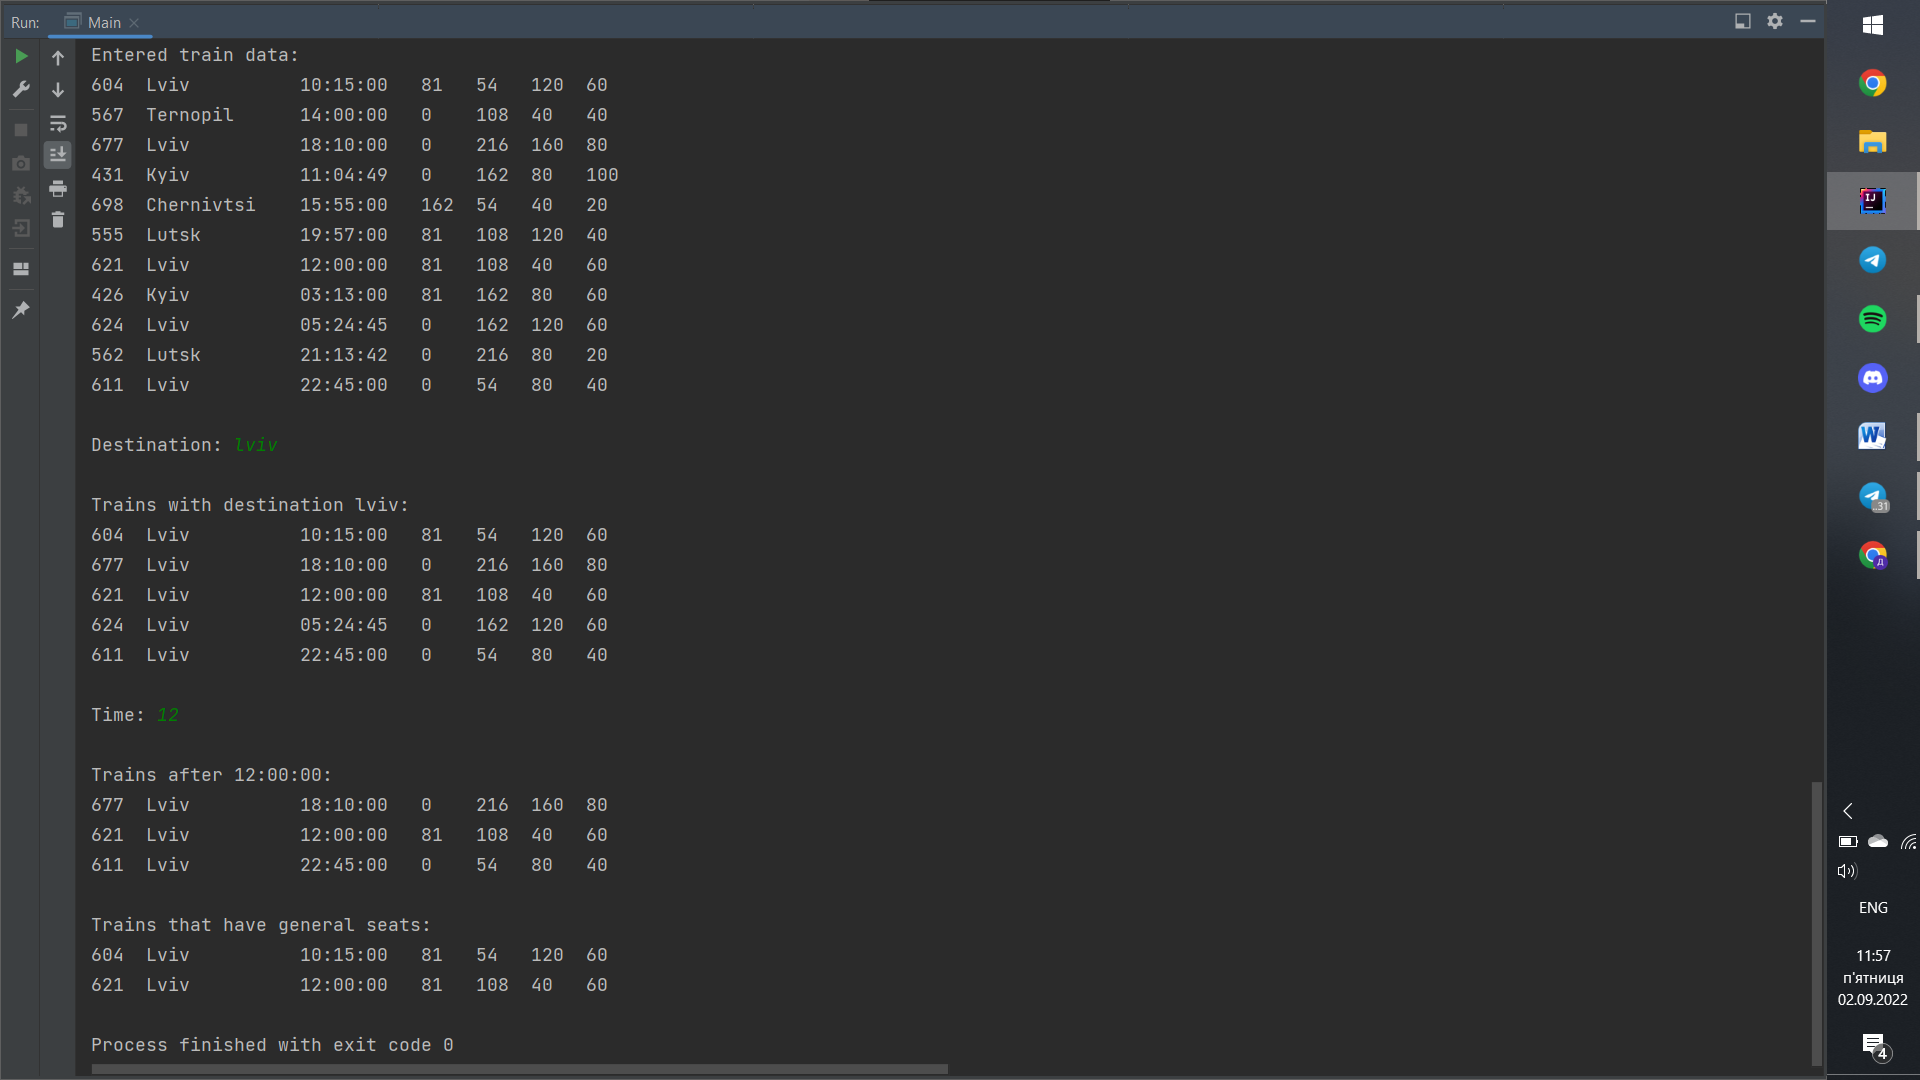 Run: Main
Entered train data:
604 Lviv 10:15:00 81 54 120 60
567 Ternopil 14:00:00 0 108 40 40
677 Lviv 18:10:00 0 216 160 80
431 Kyiv 11:04:49 0 162 80 100
698 Chernivtsi 15:55:00 162 54 40 20
555 Lutsk 19:57:00 81 108 120 40
621 Lviv 12:00:00 81 108 40 60
426 Kyiv 03:13:00 81 162 80 60
624 Lviv 05:24:45 0 162 120 60
562 Lutsk 21:13:42 0 216 80 20
611 Lviv 22:45:00 0 54 80 40
Destination: lviv
Trains with destination lviv:
604 Lviv 10:15:00 81 54 120 60
677 Lviv 18:10:00 0 216 160 80
621 Lviv 12:00:00 81 108 40 60
624 Lviv 05:24:45 0 162 120 60
611 Lviv 22:45:00 0 54 80 40
Time: 12
Trains after 12:00:00:
677 Lviv 18:10:00 0 216 160 80
621 Lviv 12:00:00 81 108 40 60
611 Lviv 22:45:00 0 54 80 40
Trains that have general seats:
604 Lviv 10:15:00 81 54 120 60
621 Lviv 12:00:00 81 108 40 60
Process finished with exit code 0
IJ
W
..31
Д
ENG
11:57
п'ятниця
02.09.2022
4